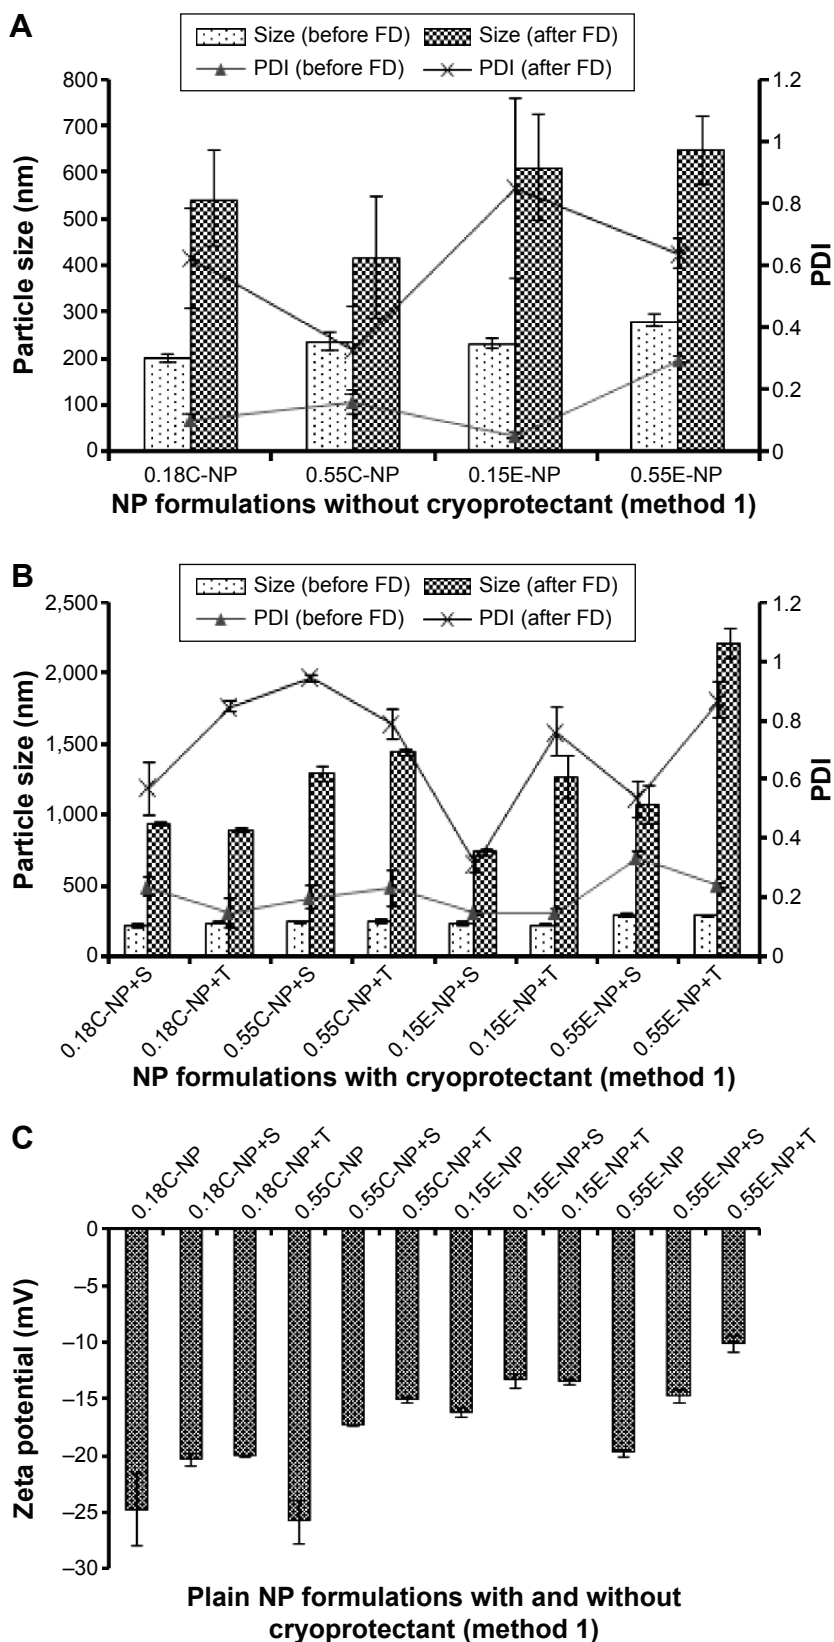 A
Size (before FD) Size (after FD)
PDI (before FD) PDI (after FD)
800
700
600
500
400
300
200
100
0
Particle size (nm)
1.2
1
0.8
0.6
0.4
0.2
0
PDI
0.18C-NP 0.55C-NP 0.15E-NP 0.55E-NP
NP formulations without cryoprotectant (method 1)
B
Size (before FD) Size (after FD)
PDI (before FD) PDI (after FD)
2,500
2,000
1,500
1,000
500
0
Particle size (nm)
1.2
1
0.8
0.6
0.4
0.2
0
PDI
0.18C-NP+S
0.18C-NP+T
0.55C-NP+S
0.55C-NP+T
0.15E-NP+S
0.15E-NP+T
0.55E-NP+S
0.55E-NP+T
NP formulations with cryoprotectant (method 1)
C
0.18C-NP
0.18C-NP+S
0.18C-NP+T
0.55C-NP
0.55C-NP+S
0.55C-NP+T
0.15E-NP
0.15E-NP+S
0.15E-NP+T
0.55E-NP
0.55E-NP+S
0.55E-NP+T
0
–5
–10
–15
–20
–25
–30
Zeta potential (mV)
Plain NP formulations with and without
cryoprotectant (method 1)